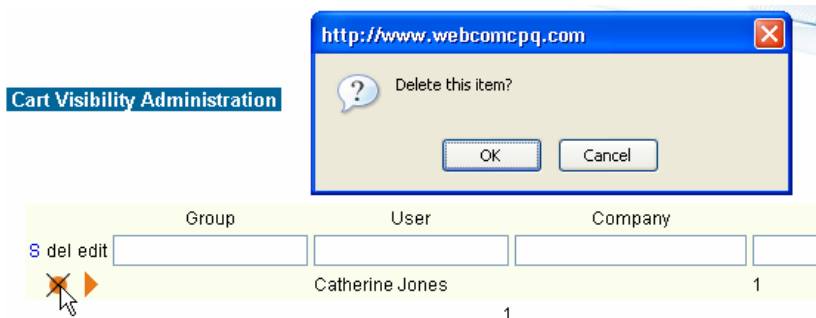 http://www.webcomcpq.com
Delete this item?
Cart Visibility Administration
OK Cancel
Group User Company
S del edit
Catherine Jones 1
1